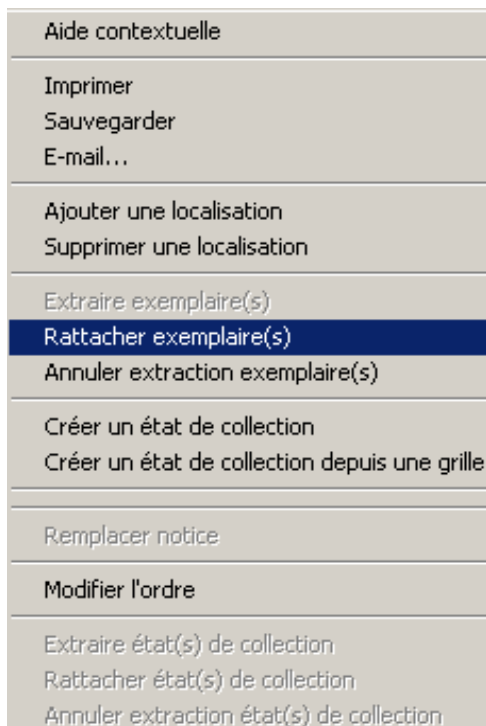 Aide contextuelle
Imprimer
Sauvegarder
E-mail...
Ajouter une localisation
Supprimer une localisation
Extraire exemplaire(s)
Rattacher exemplaire(s)
Annuler extraction exemplaire(s)
Créer un état de collection
Créer un état de collection depuis une grille
Remplacer notice
Modifier l'ordre
Extraire état(s) de collection
Rattacher état(s) de collection
Annuler extraction état(s) de collection